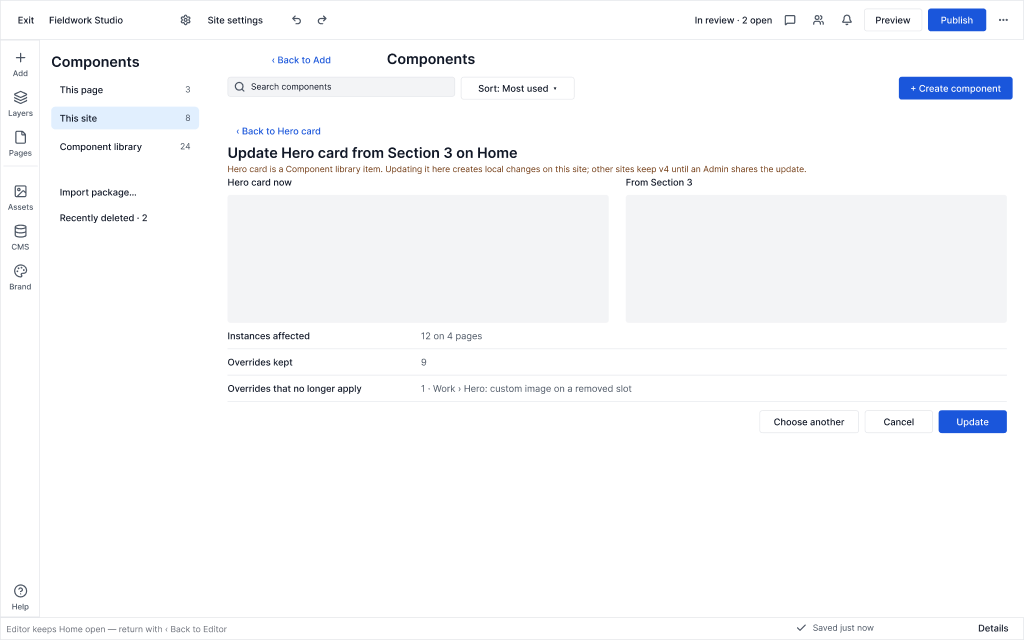 Exit
Fieldwork Studio
Site settings
In review · 2 open
Preview
Publish
Add
Layers
Pages
Assets
CMS
Brand
Help
Components
This page 3
This site 8
Component library 24
Import package...
Recently deleted · 2
‹ Back to Add
Components
Search components
Sort: Most used
+ Create component
‹ Back to Hero card
Update Hero card from Section 3 on Home
Hero card is a Component library item. Updating it here creates local changes on this site; other sites keep v4 until an Admin shares the update.
Hero card now
From Section 3
Instances affected 12 on 4 pages
Overrides kept 9
Overrides that no longer apply 1 · Work › Hero: custom image on a removed slot
Choose another
Cancel
Update
Editor keeps Home open — return with ‹ Back to Editor
Saved just now
Details